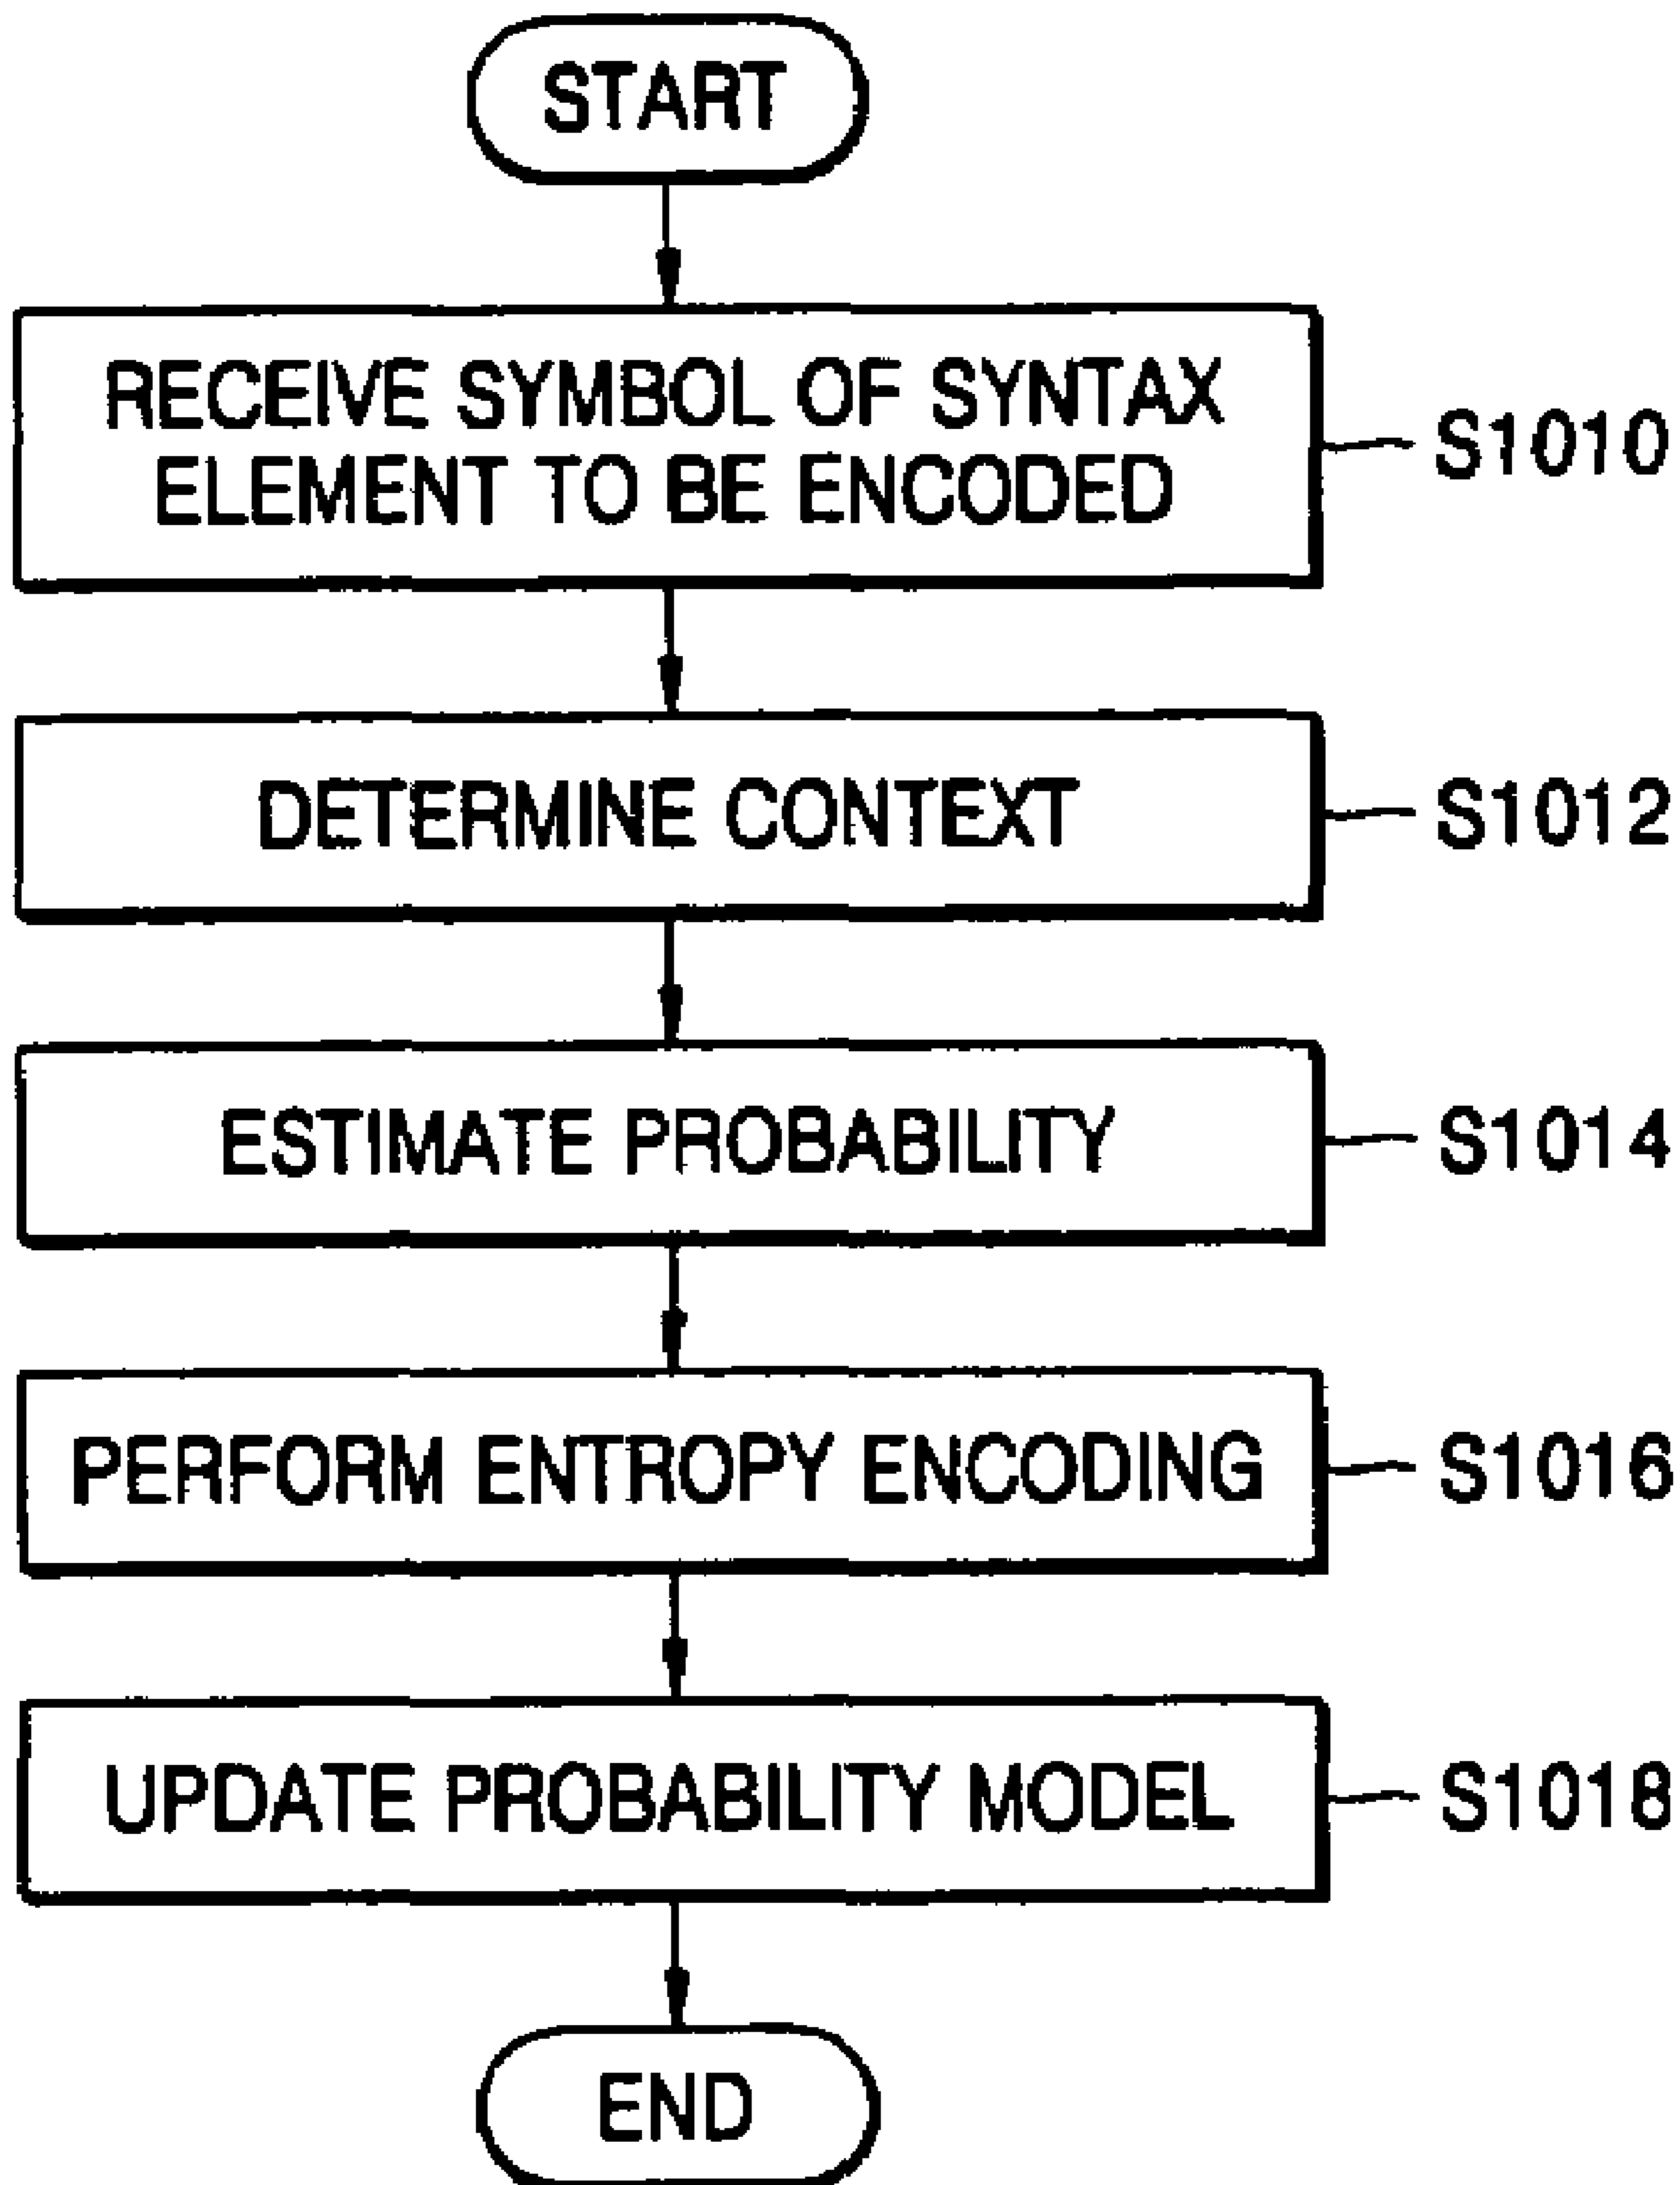 START
RECEIVE SYMBOL OF SYNTAX
ELEMENT TO BE ENCODED
S1010
DETERMINE CONTEXT
S1012
ESTIMATE PROBABILITY
S1014
PERFORM ENTROPY ENCODING
S1016
UPDATE PROBABILITY MODEL
S1018
END